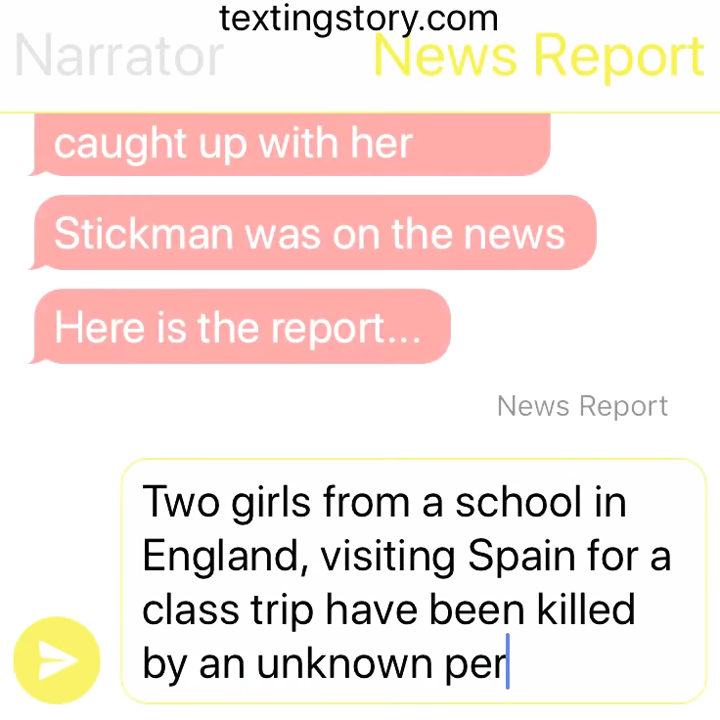 textingstory.com
Narrator
News Report
caught up with her
Stickman was on the news
Here is the report...
News Report
Two girls from a school in
England, visiting Spain for a
class trip have been killed
by an unknown per